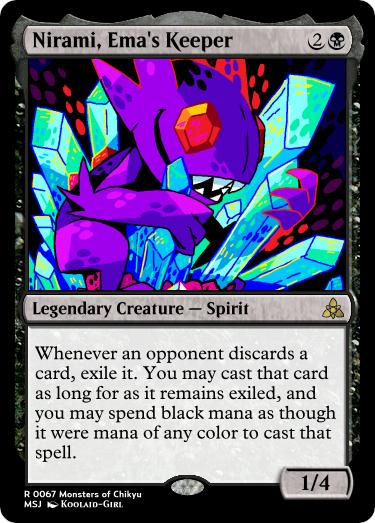 Nirami, Ema's Keeper 2
Legendary Creature — Spirit
Whenever an opponent discards a
card, exile it. You may cast that card
as long for as it remains exiled, and
you may spend black mana as though
it were mana of any color to cast that
spell.
1/4
R 0067 Monsters of Chikyu
MSJ Koolaid-Girl